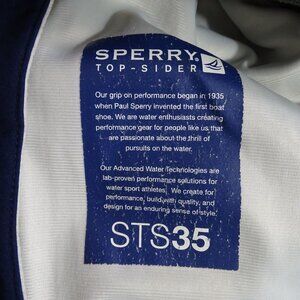 SPERRY®
TOP-SIDER
Our grip on performance began in 1935
when Paul Sperry invented the first boat
shoe. We are water enthusiasts creating
performance gear for people like us that
are passionate about the thrill of
pursuits on the water.
Our Advanced Water Technologies are
lab-proven performance solutions for
water sport athletes. We create for
performance, build with quality, and
design for an enduring sense of style.
STS35